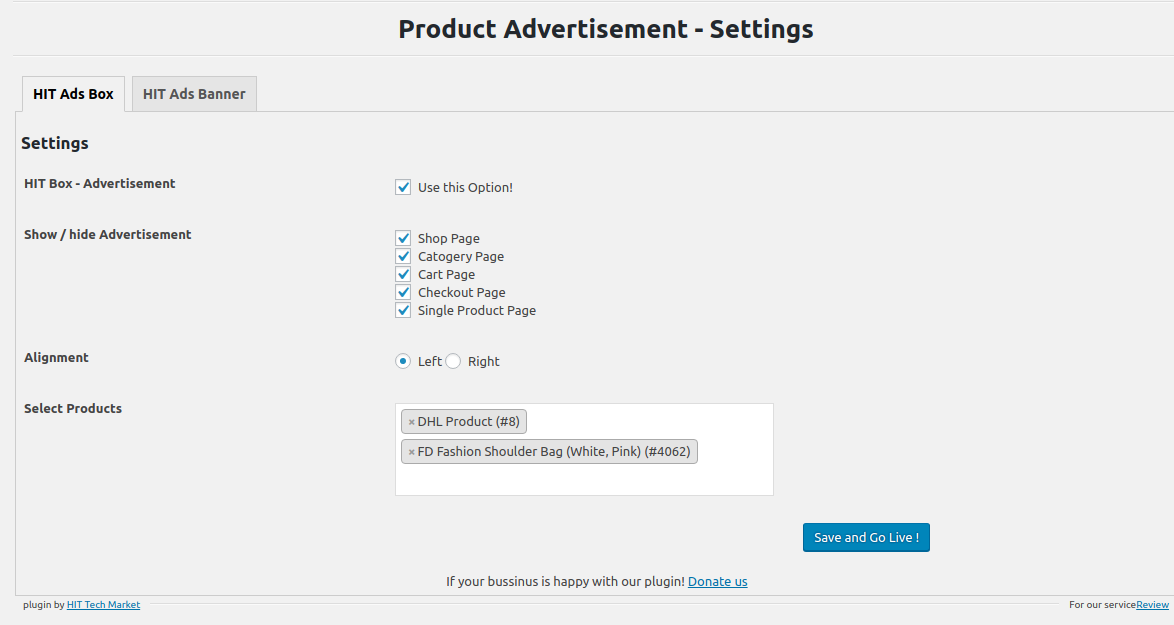 Product Advertisement - Settings
HIT Ads Box HIT Ads Banner
Settings
HIT Box - Advertisement Use this Option!
Show / hide Advertisement Shop Page
Catogery Page
Cart Page
Checkout Page
Single Product Page
Alignment Left Right
Select Products × DHL Product (#8)
× FD Fashion Shoulder Bag (White, Pink) (#4062)
Save and Go Live !
If your bussinus is happy with our plugin! Donate us
plugin by HIT Tech Market For our serviceReview